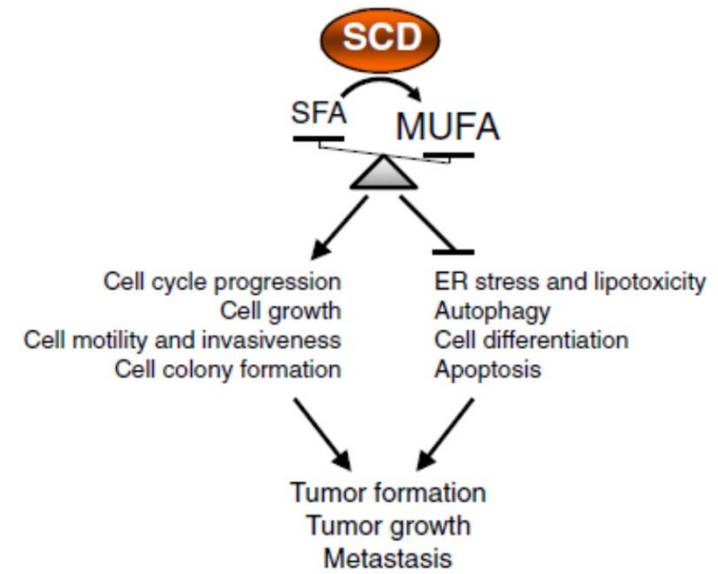 SCD
SFA
MUFA
Cell cycle progression
Cell growth
Cell motility and invasiveness
Cell colony formation
ER stress and lipotoxicity
Autophagy
Cell differentiation
Apoptosis
Tumor formation
Tumor growth
Metastasis